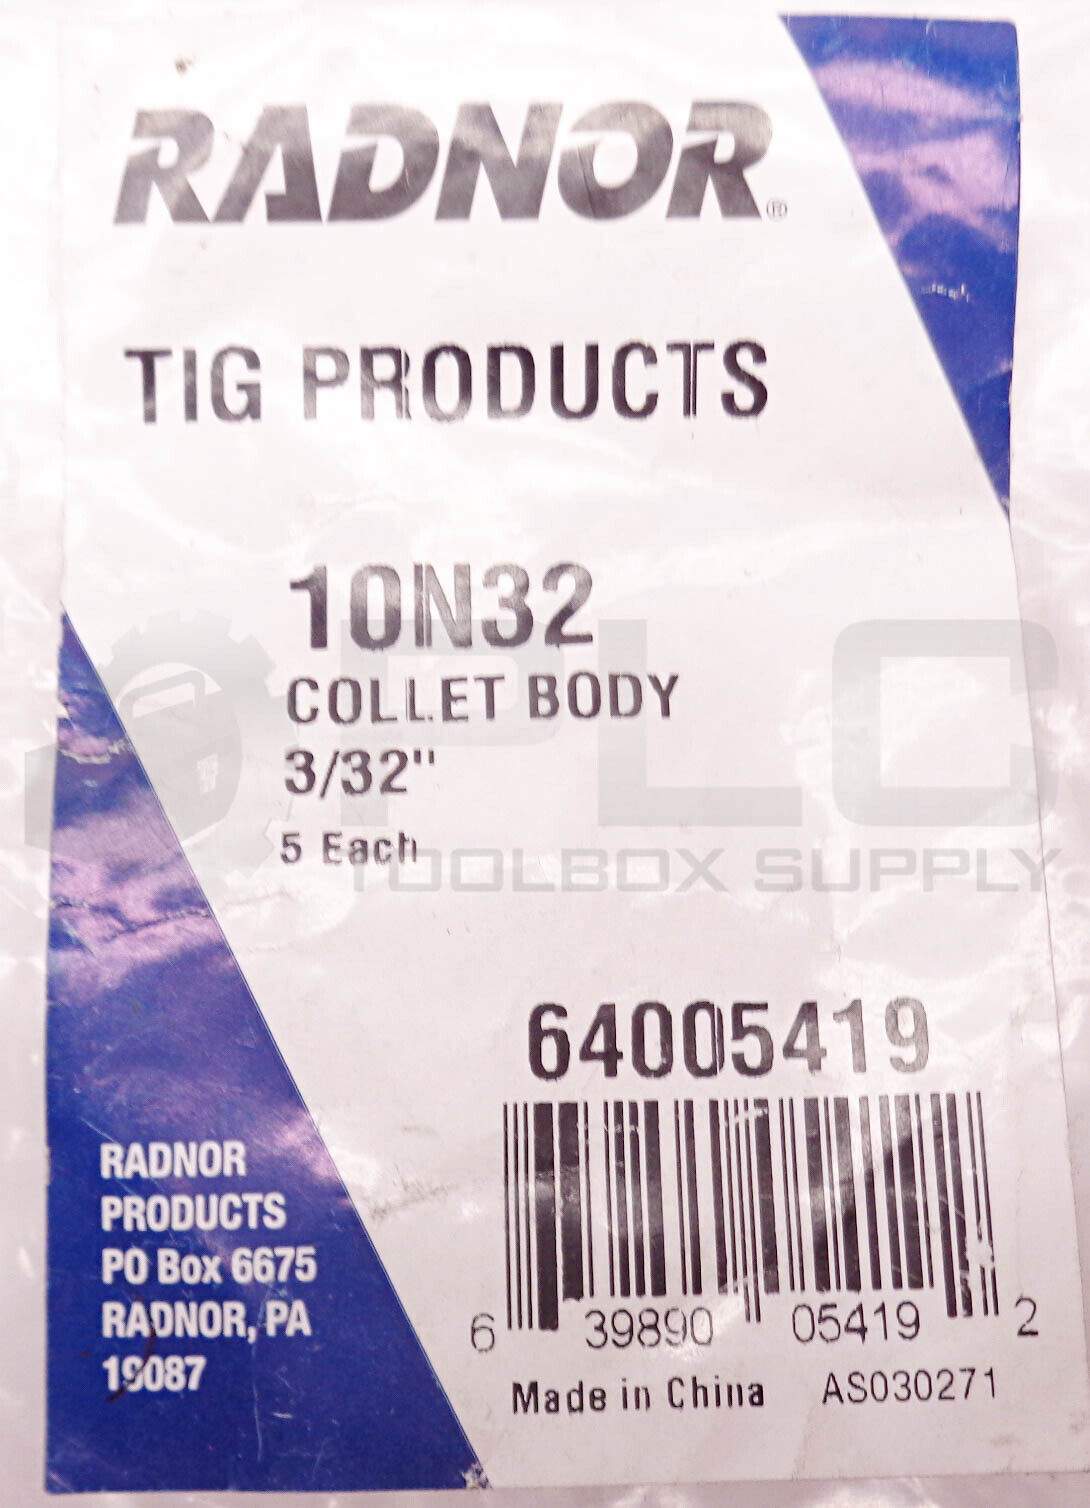 RADNOR®
TIG PRODUCTS
10N32
COLLET BODY
3/32"
5 Each
PLC
TOOLBOX SUPPLY
64005419
6 39890 05419 2
Made in China AS030271
RADNOR
PRODUCTS
PO Box 6675
RADNOR, PA
19087